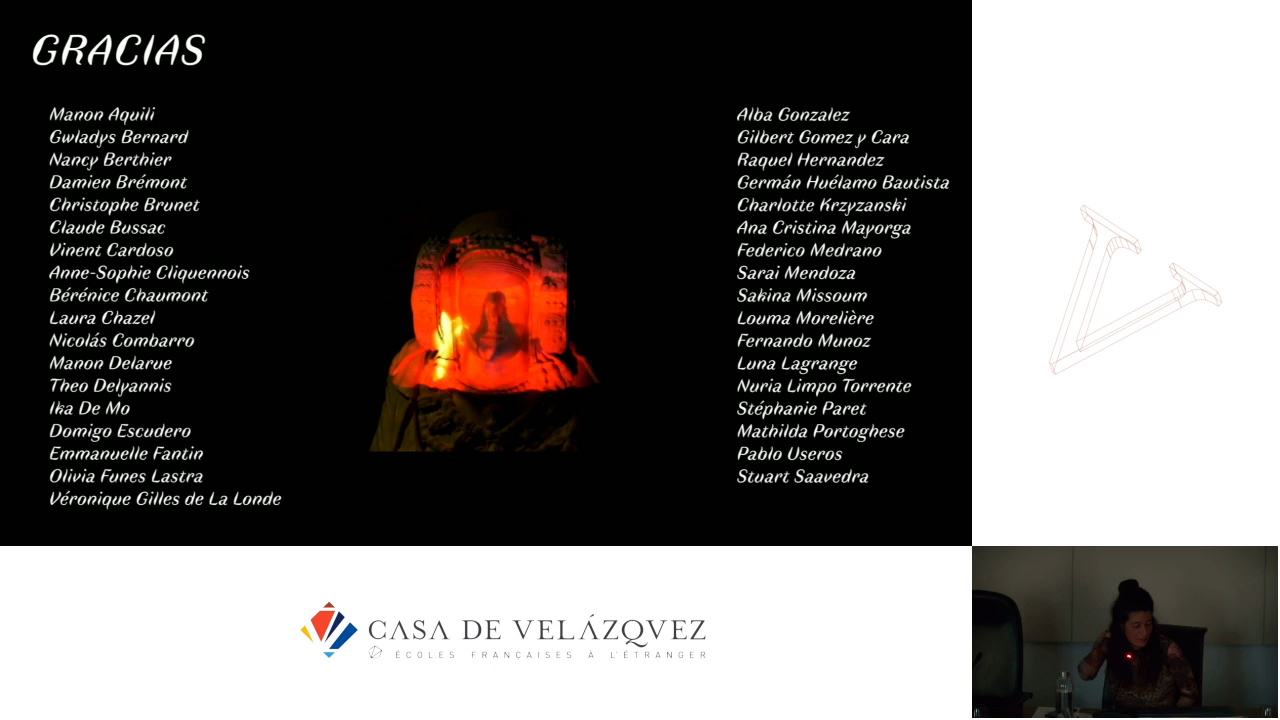 GRACIAS
Manon Aquili
Gwladys Bernard
Nancy Berthier
Damien Brémont
Christophe Brunet
Claude Bussac
Vinent Cardoso
Anne-Sophie Cliquennois
Bérénice Chaumont
Laura Chazel
Nicolás Combarro
Manon Delarue
Theo Delyannis
Ika De Mo
Domigo Escudero
Emmanuelle Fantin
Olivia Funes Lastra
Véronique Gilles de La Londe
Alba Gonzalez
Gilbert Gomez y Cara
Raquel Hernandez
Germán Huélamo Bautista
Charlotte Krzyzanski
Ana Cristina Mayorga
Federico Medrano
Sarai Mendoza
Sakina Missoum
Louma Morelière
Fernando Munoz
Luna Lagrange
Nuria Limpo Torrente
Stéphanie Paret
Mathilda Portoghese
Pablo Useros
Stuart Saavedra
CASA DE VELÁZQVEZ
ÉCOLES FRANÇAISES À L'ÉTRANGER